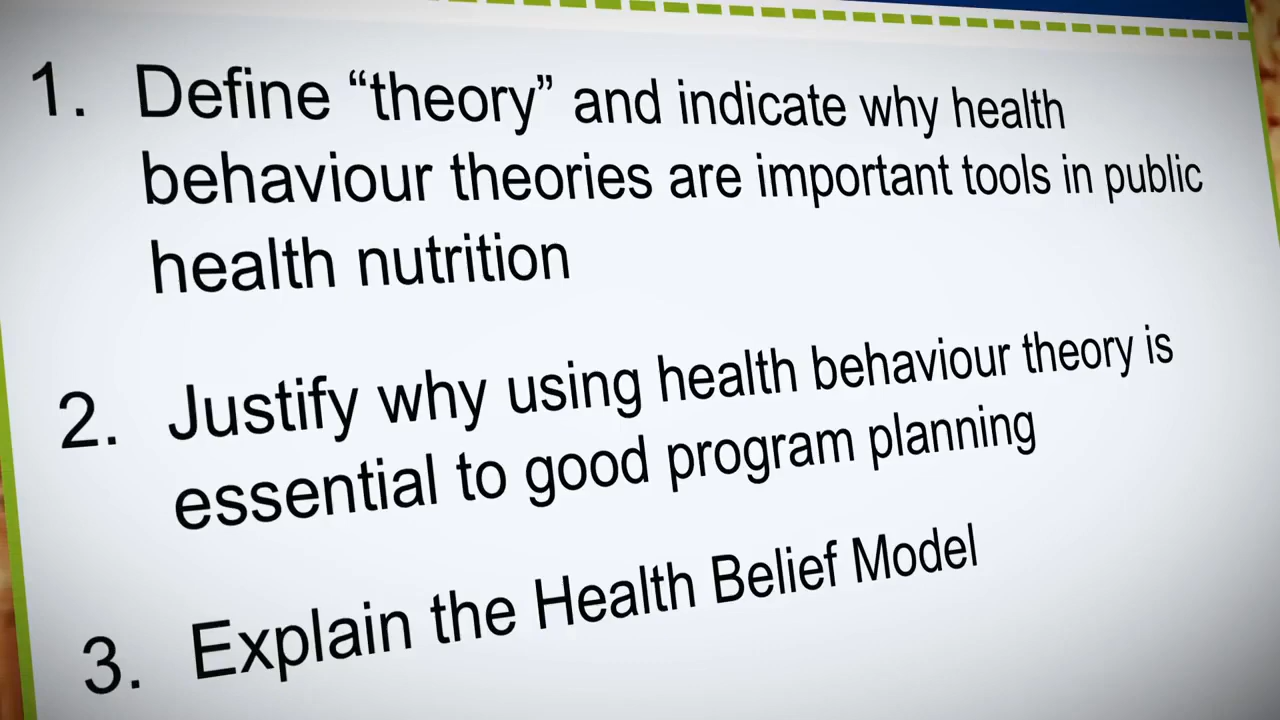 1. Define “theory” and indicate why health
behaviour theories are important tools in public
health nutrition
2. Justify why using health behaviour theory is
essential to good program planning
3. Explain the Health Belief Model